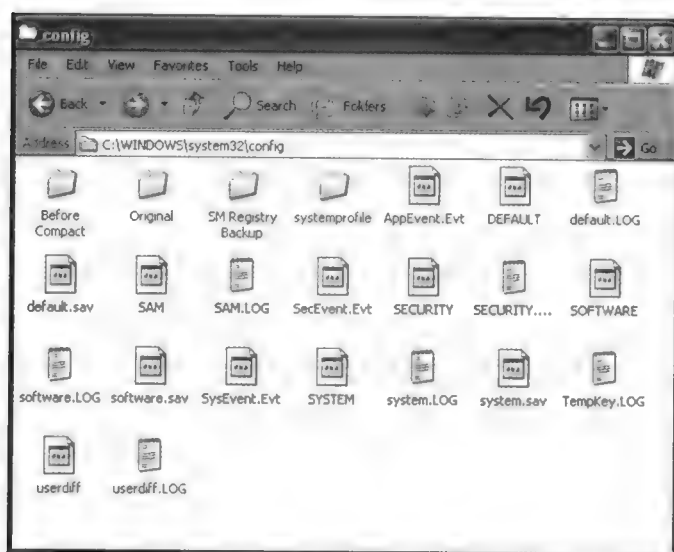 config
File Edit View Favorites Tools Help
Back Search Folders
Address C:\WINDOWS\system32\config Go
Before Compact Original SM Registry Backup systemprofile AppEvent.Evt DEFAULT default.LOG
default.sav SAM SAM.LOG SecEvent.Evt SECURITY SECURITY.... SOFTWARE
software.LOG software.sav SysEvent.Evt SYSTEM system.LOG system.sav TempKey.LOG
userdiff userdiff.LOG